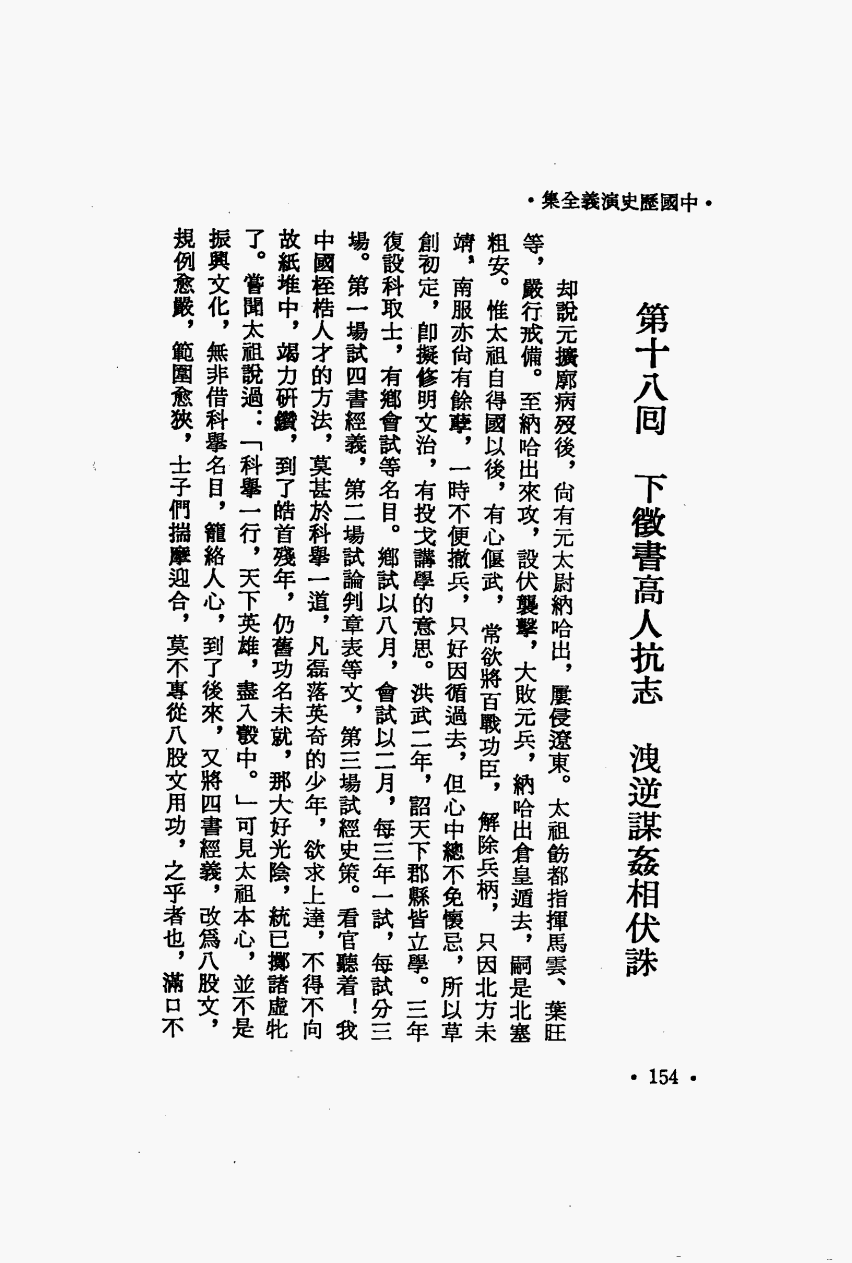 •中國歷史演義全集•
第十八回　下徵書高人抗志　洩逆謀姦相伏誅
却說元擴廓病歿後，尚有元太尉納哈出，屢侵遼東。太祖飭都指揮馬雲、葉旺
等，嚴行戒備。至納哈出來攻，設伏襲擊，大敗元兵，納哈出倉皇遁去，嗣是北塞
粗安。惟太祖自得國以後，有心偃武，常欲將百戰功臣，解除兵柄，只因北方未
靖，南服亦尚有餘孽，一時不便撤兵，只好因循過去，但心中總不免懷忌，所以草
創初定，卽擬修明文治，有投戈講學的意思。洪武二年，詔天下郡縣皆立學。三年
復設科取士，有鄉會試等名目。鄉試以八月，會試以二月，每三年一試，每試分三
場。第一場試四書經義，第二場試論判章表等文，第三場試經史策。看官聽着！我
中國桎梏人才的方法，莫甚於科舉一道，凡磊落英奇的少年，欲求上達，不得不向
故紙堆中，竭力研鑽，到了皓首殘年，仍舊功名未就，那大好光陰，統已擲諸虛牝
了。嘗聞太祖說過：「科舉一行，天下英雄，盡入彀中。」可見太祖本心，並不是
振興文化，無非借科舉名目，籠絡人心，到了後來，又將四書經義，改爲八股文，
規例愈嚴，範圍愈狹，士子們揣摩迎合，莫不專從八股文用功，之乎者也，滿口不
•154•